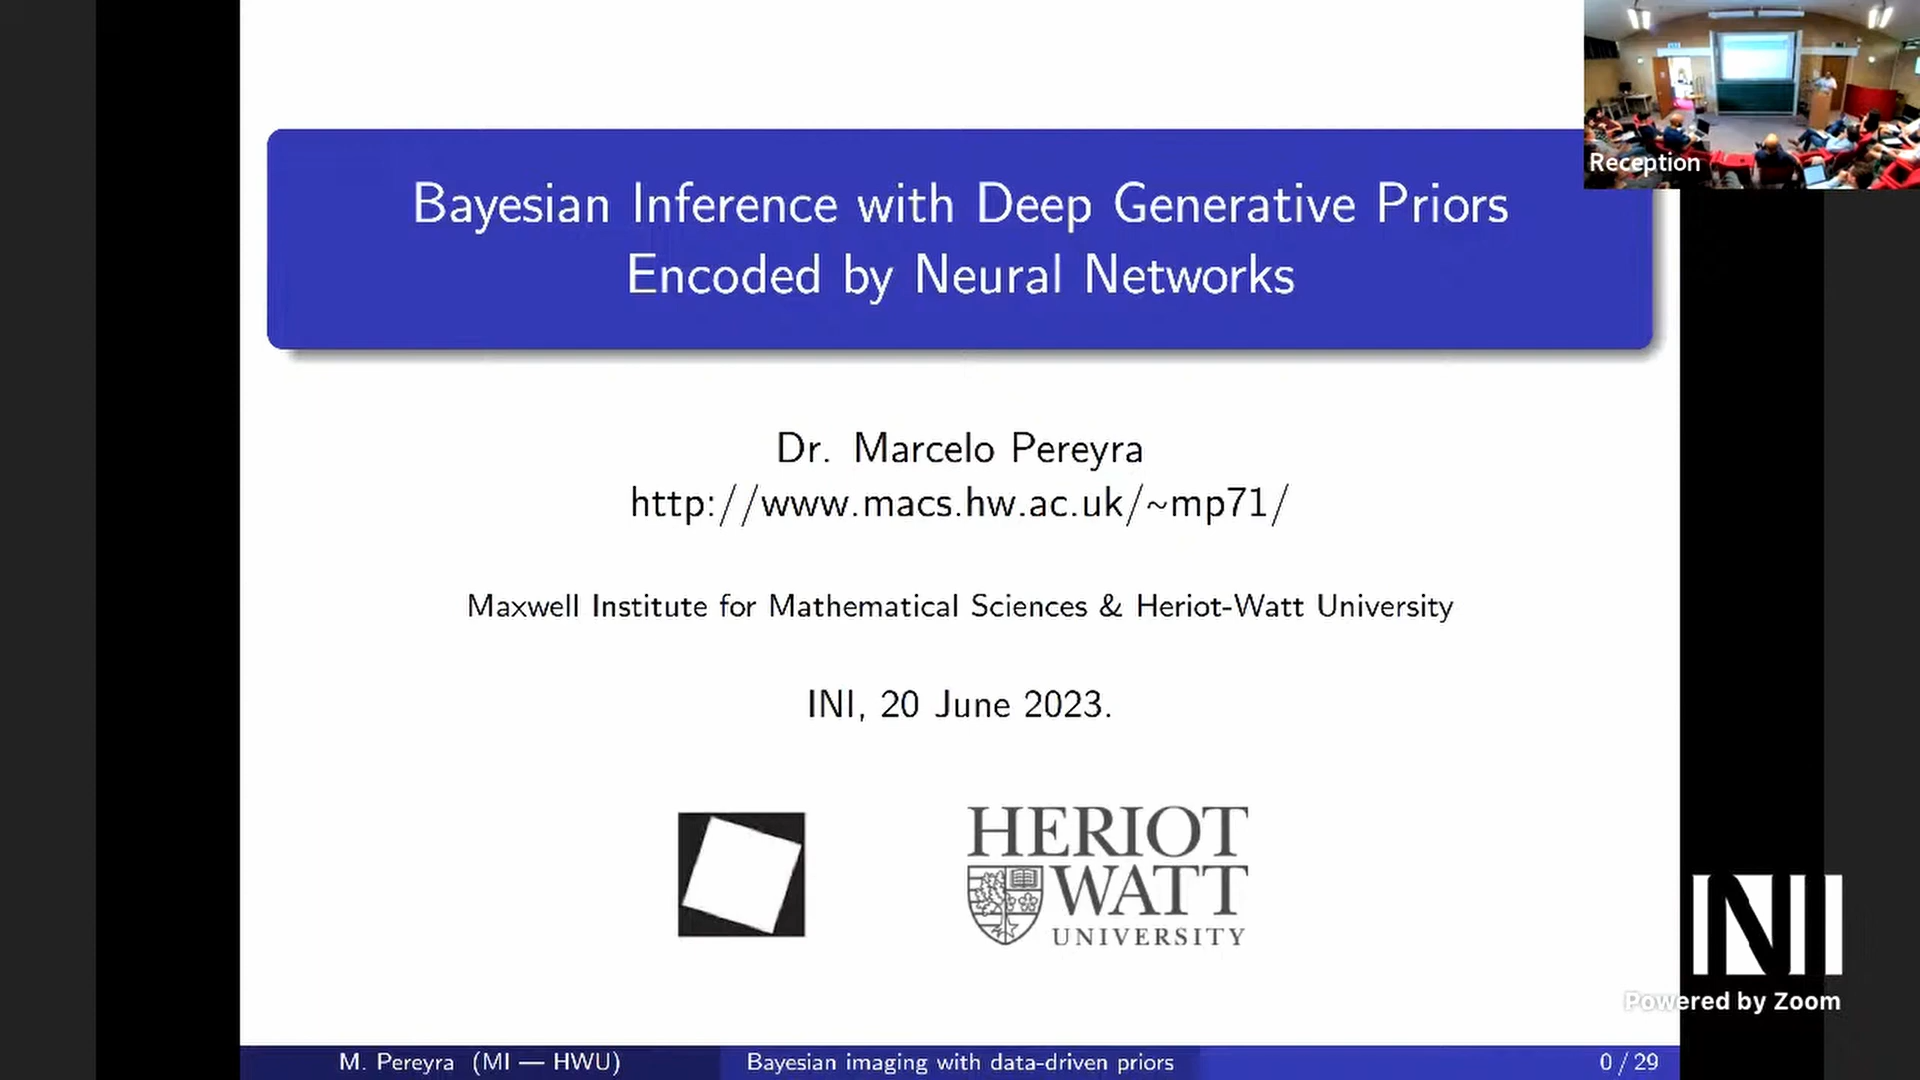 Bayesian Inference with Deep Generative Priors
Encoded by Neural Networks
Reception
Dr. Marcelo Pereyra
http://www.macs.hw.ac.uk/~mp71/
Maxwell Institute for Mathematical Sciences & Heriot-Watt University
INI, 20 June 2023.
HERIOT
WATT
UNIVERSITY
INI
Powered by Zoom
M. Pereyra (MI — HWU)
Bayesian imaging with data-driven priors
0 / 29